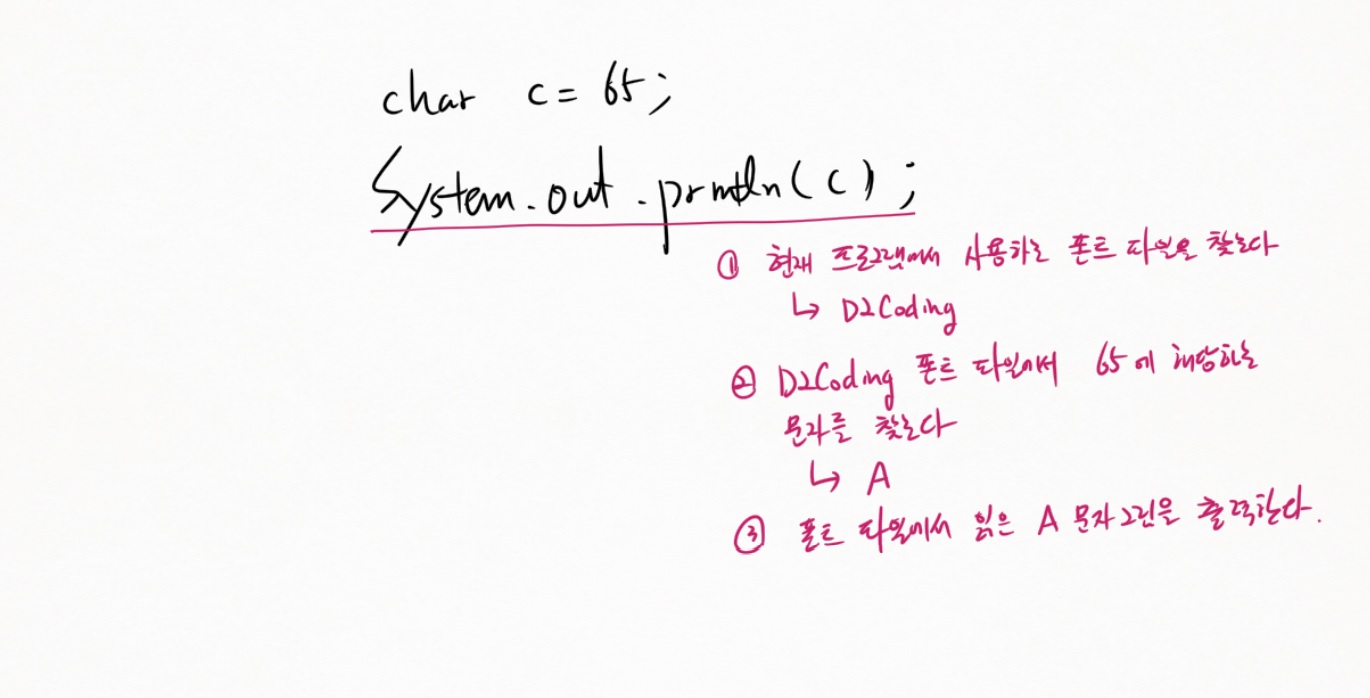 char c = 65;
System.out.println(c);
① 현재 프로그램에서 사용하는 폰트 파일을 찾는다
↳ D2Coding
② D2Coding 폰트 파일에서 65에 해당하는
문자를 찾는다
↳ A
③ 폰트 파일에서 읽은 A 문자 그림을 출력한다.